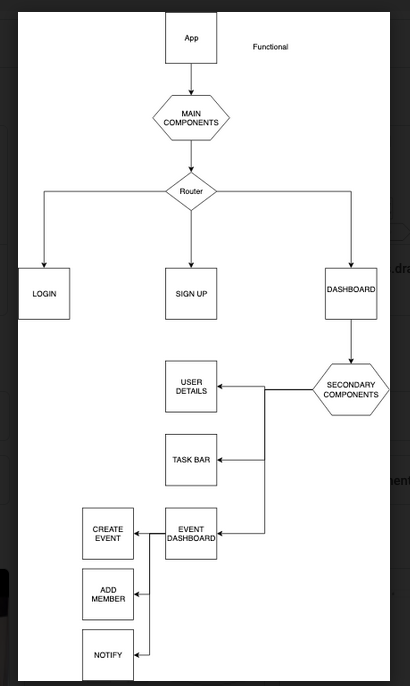 App
Functional
MAIN
COMPONENTS
Router
LOGIN
SIGN UP
DASHBOARD
.dra
USER
DETAILS
SECONDARY
COMPONENTS
TASK BAR
CREATE
EVENT
EVENT
DASHBOARD
ADD
MEMBER
NOTIFY